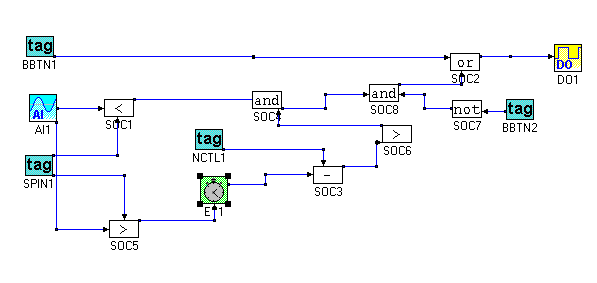 tag
BBTN1
or
SOC2
DO
DO1
AI
AI1
<
SOC1
and
SOC
and
SOC8
not
SOC7
tag
BBTN2
tag
NCTL1
>
SOC6
tag
SPIN1
-
SOC3
E 1
>
SOC5